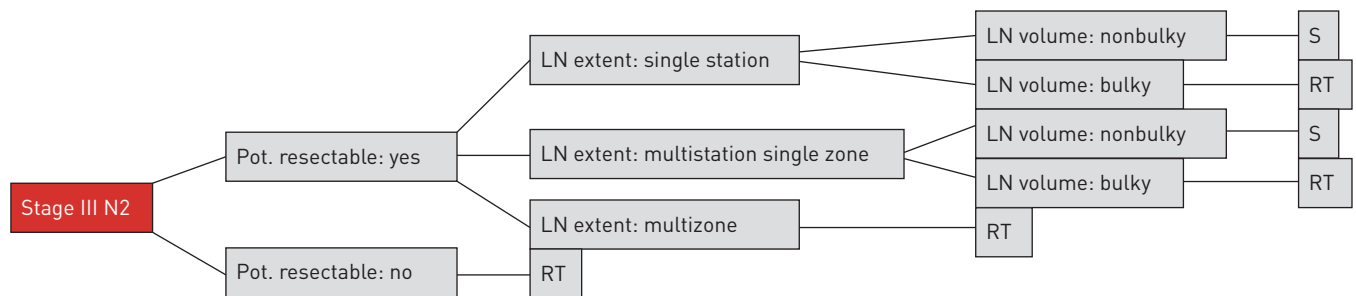 Stage III N2
Pot. resectable: yes
LN extent: single station
LN volume: nonbulky
S
LN volume: bulky
RT
LN extent: multistation single zone
LN volume: nonbulky
S
LN volume: bulky
RT
LN extent: multizone
RT
Pot. resectable: no
RT